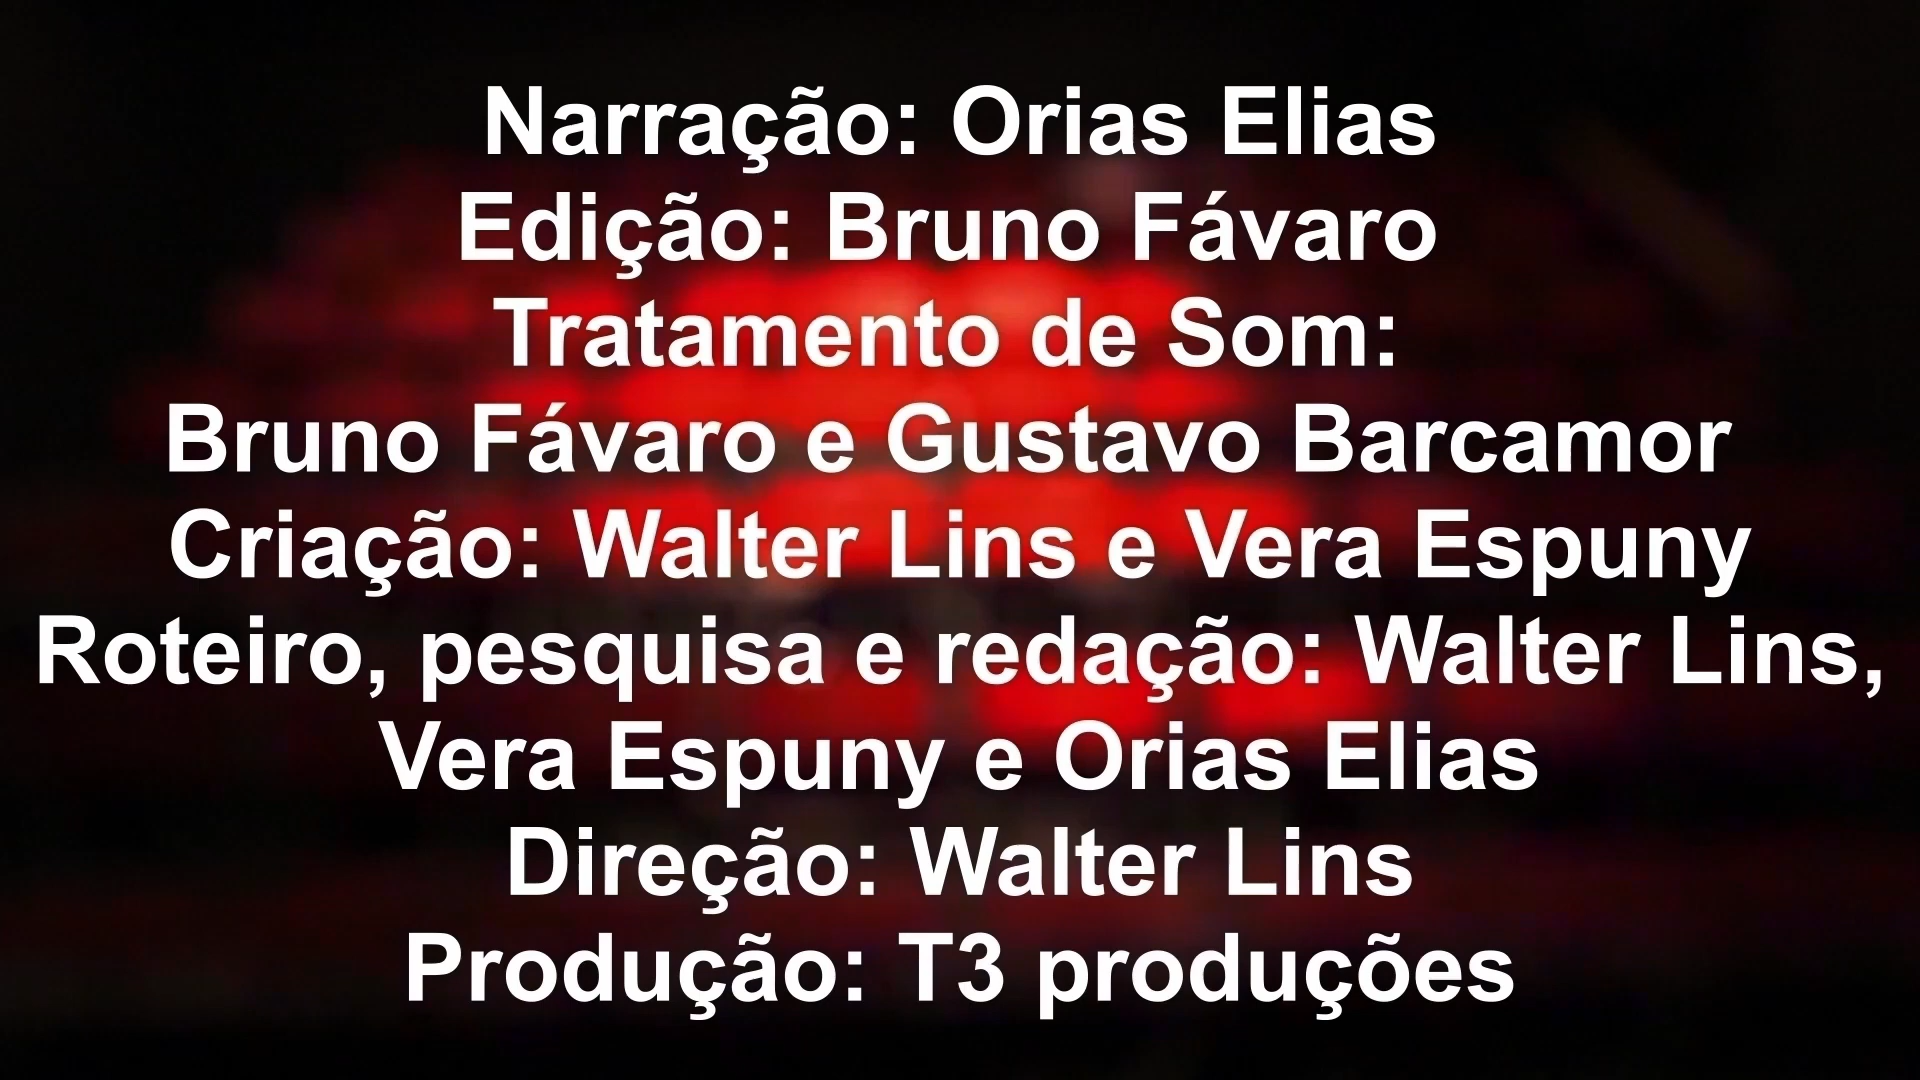 Narração: Orias Elias
Edição: Bruno Fávaro
Tratamento de Som:
Bruno Fávaro e Gustavo Barcamor
Criação: Walter Lins e Vera Espuny
Roteiro, pesquisa e redação: Walter Lins,
Vera Espuny e Orias Elias
Direção: Walter Lins
Produção: T3 produções